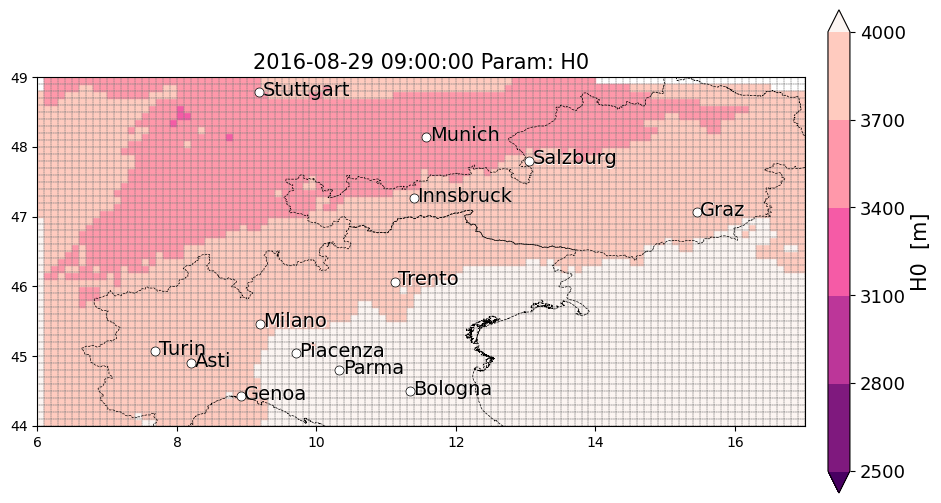 2016-08-29 09:00:00 Param: H0
49
48
47
46
45
44
6 8 10 12 14 16
Stuttgart
Munich
Salzburg
Innsbruck
Graz
Trento
Milano
Turin
Asti
Piacenza
Parma
Genoa
Bologna
4000
3700
3400
3100
2800
2500
H0 [m]